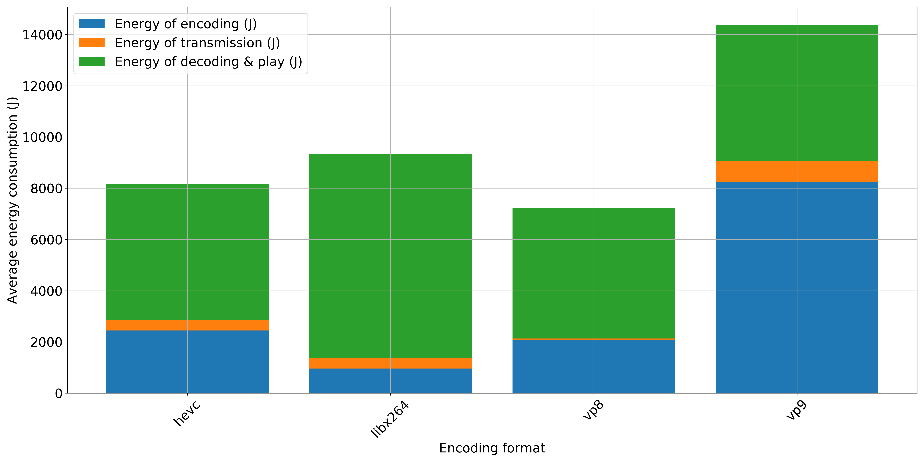 Energy of encoding (J)
Energy of transmission (J)
Energy of decoding & play (J)
Average energy consumption (J)
14000
12000
10000
8000
6000
4000
2000
0
hevc
libx264
vp8
vp9
Encoding format